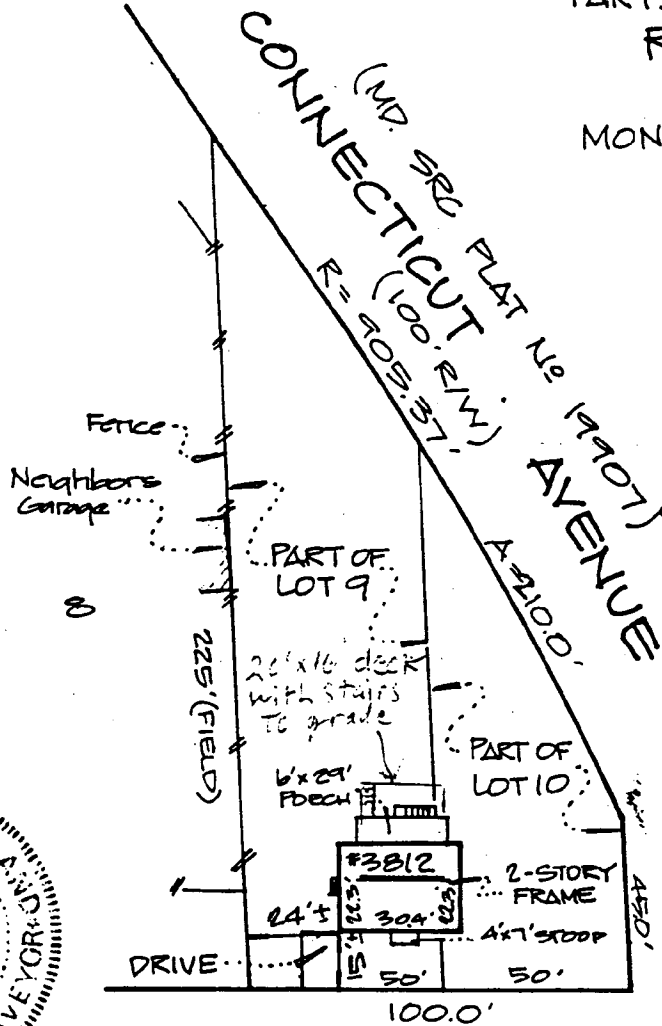 PART
MON
CONNECTICUT
AVENUE
(MD. SRC PLAT No 19907)
(100' R/W)
R= 905.37'
A=210.0'
Fence
Neighbors
Garage
PART OF
LOT 9
8
225' (FIELD)
20'x16' deck
with stairs
to grade
6'x29'
PORCH
PART OF
LOT 10
#3812
2-STORY
FRAME
22.3'
30.4'
22.3'
24'±
4'x7' STOOP
45.0'
DRIVE
15'±
50'
50'
100.0'
VEYOR